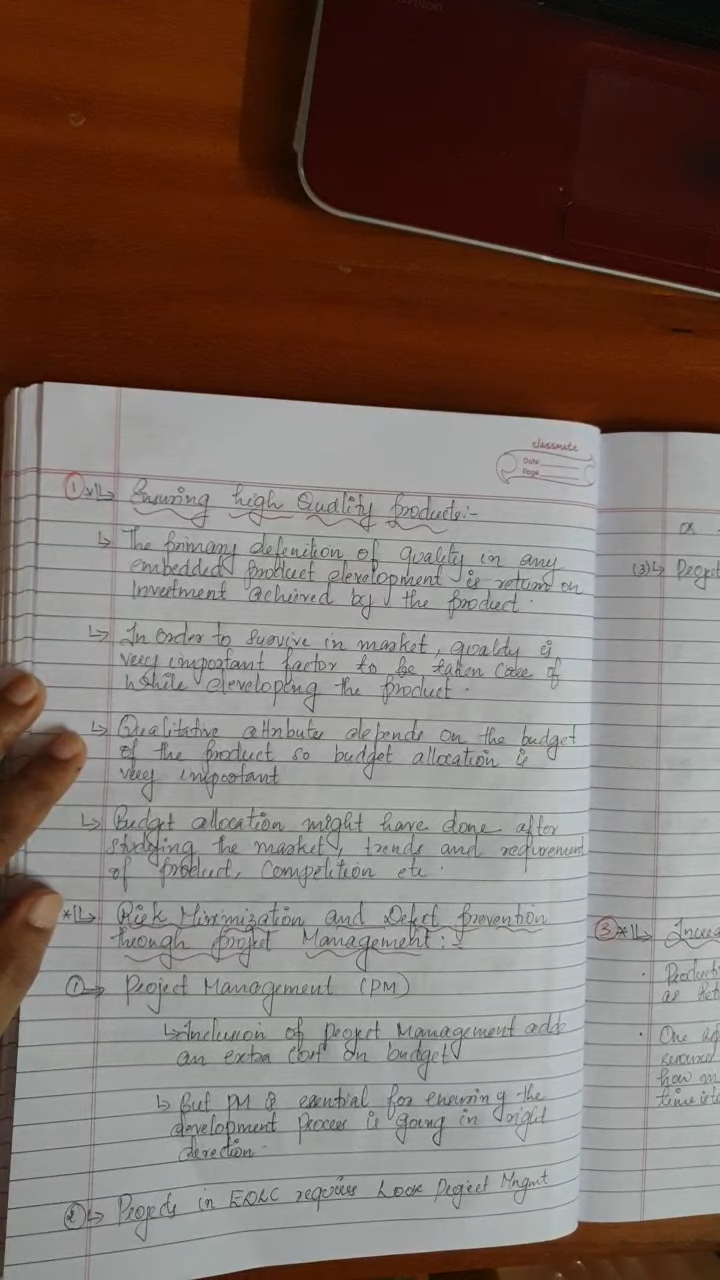 vision
classmate
Date
Page
① *⇒ Ensuring high Quality products:-
↳ The primary definition of quality in any
embedded product development is return on
Investment achieved by the product.
↳ In order to survive in market, quality is
very important factor to be taken care of
while developing the product.
↳ Qualitative attributes depends on the budget
of the product so budget allocation is
very important
↳ Budget allocation might have done after
studying the market, trends and requirement
of product, Competition etc.
*⇒ Risk Minimization and Defect prevention
through project Management:-
①→ Project Management (PM)
↳ Inclusion of project Management adds
an extra cost on budget
↳ But PM is essential for ensuring the
development process is going in right
direction.
②↳ Projects in EDLC requires Loose Project Mngmt
or
(3)↳ Project
③ *⇒ Increa
· Producti
as Ret
· One as
how m